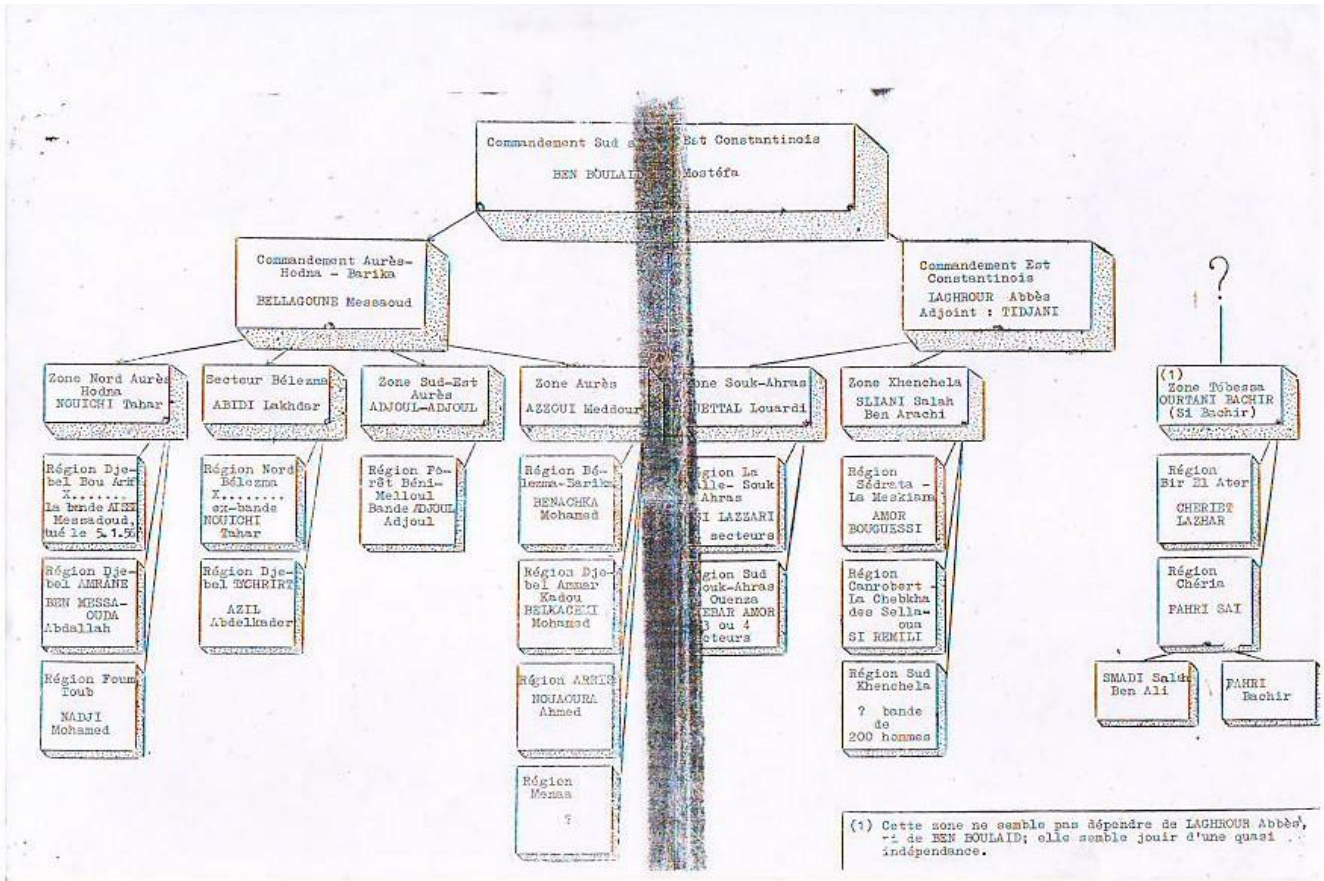 Commandement Sud Est Constantinois
BEN BOULAID Mostéfa
Commandement Aurès-
Hodna - Barika
BELLAGOUNE Messaoud
Commandement Est
Constantinois
LAGHROUR Abbès
Adjoint : TIDJANI
?
Zone Nord Aurès
Hodna
NOUICHI Tahar
Région Dje-
bel Bou Arif
X.......
la bande
Messadoud,
tué le 5.1.56
Région Dje-
bel AMRANE
BEN MESSA-
OUDA
Abdallah
Région Foum
Toub
NADJI
Mohamed
Secteur Bélezma
ABIDI Lakhdar
Région Nord
Bélezma
X........
ex-bande
NOUICHI
Tahar
Région Dje-
bel
AZIL
Abdelkader
Zone Sud-Est
Aurès
ADJOUL-ADJOUL
Région Fo-
rêt Béni-
Melloul
Bande ADJOUL
Adjoul
Zone Aurès
AZZOUI Meddour
Région Bé-
lezma-Barika
BENACHKA
Mohamed
Région Dje-
bel Ammar
Kadou
BELKACEMI
Mohamed
Région ARRIS
NOUAOURA
Ahmed
Région
Menaa
?
Souk-Ahras
Louardi
La
Souk
Ahras
LAZZARI
secteurs
Sud
Ouenza
AMOR
3 ou 4
Zone Khenchela
SLIANI Salah
Ben Arachi
Région
Sédrata -
La Meskiana
AMOR
BOUGUESSI
Région
Canrobert -
La Chebkha
des Sella-
oua
SI REMILI
Région Sud
Khenchela
? bande
de
200 hommes
(1)
Zone Tébessa
OURTANI BACHIR
(Si Bachir)
Région
Bir El Ater
CHERIET
LAZHAR
Région
Chéria
FAHRI SAI
SMADI Salah
Ben Ali
FAHRI
Bachir
(1) Cette zone ne semble pas dépendre de LAGHROUR Abbès,
ni de BEN BOULAID; elle semble jouir d'une quasi
indépendance.